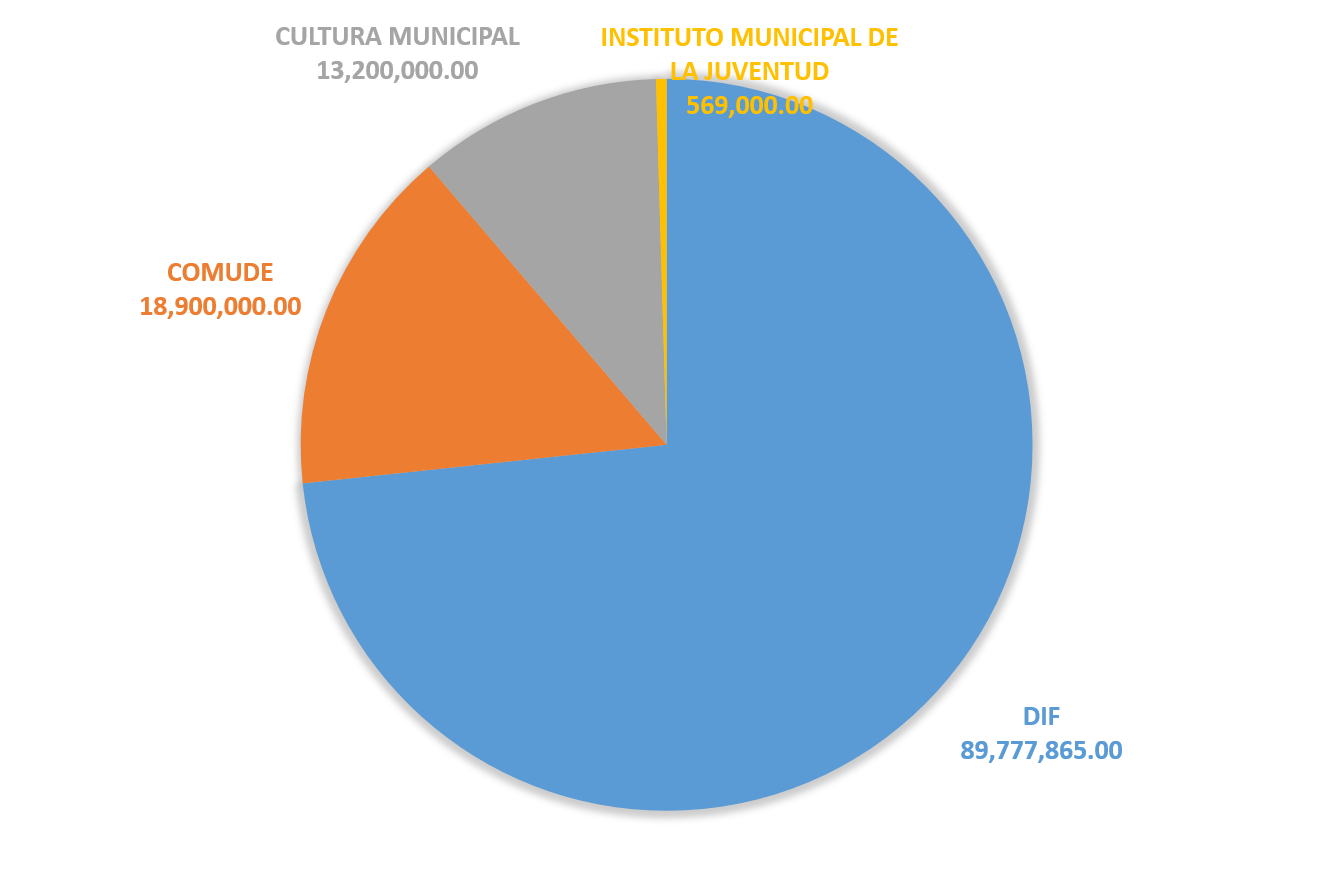 CULTURA MUNICIPAL
13,200,000.00
INSTITUTO MUNICIPAL DE
LA JUVENTUD
569,000.00
COMUDE
18,900,000.00
DIF
89,777,865.00